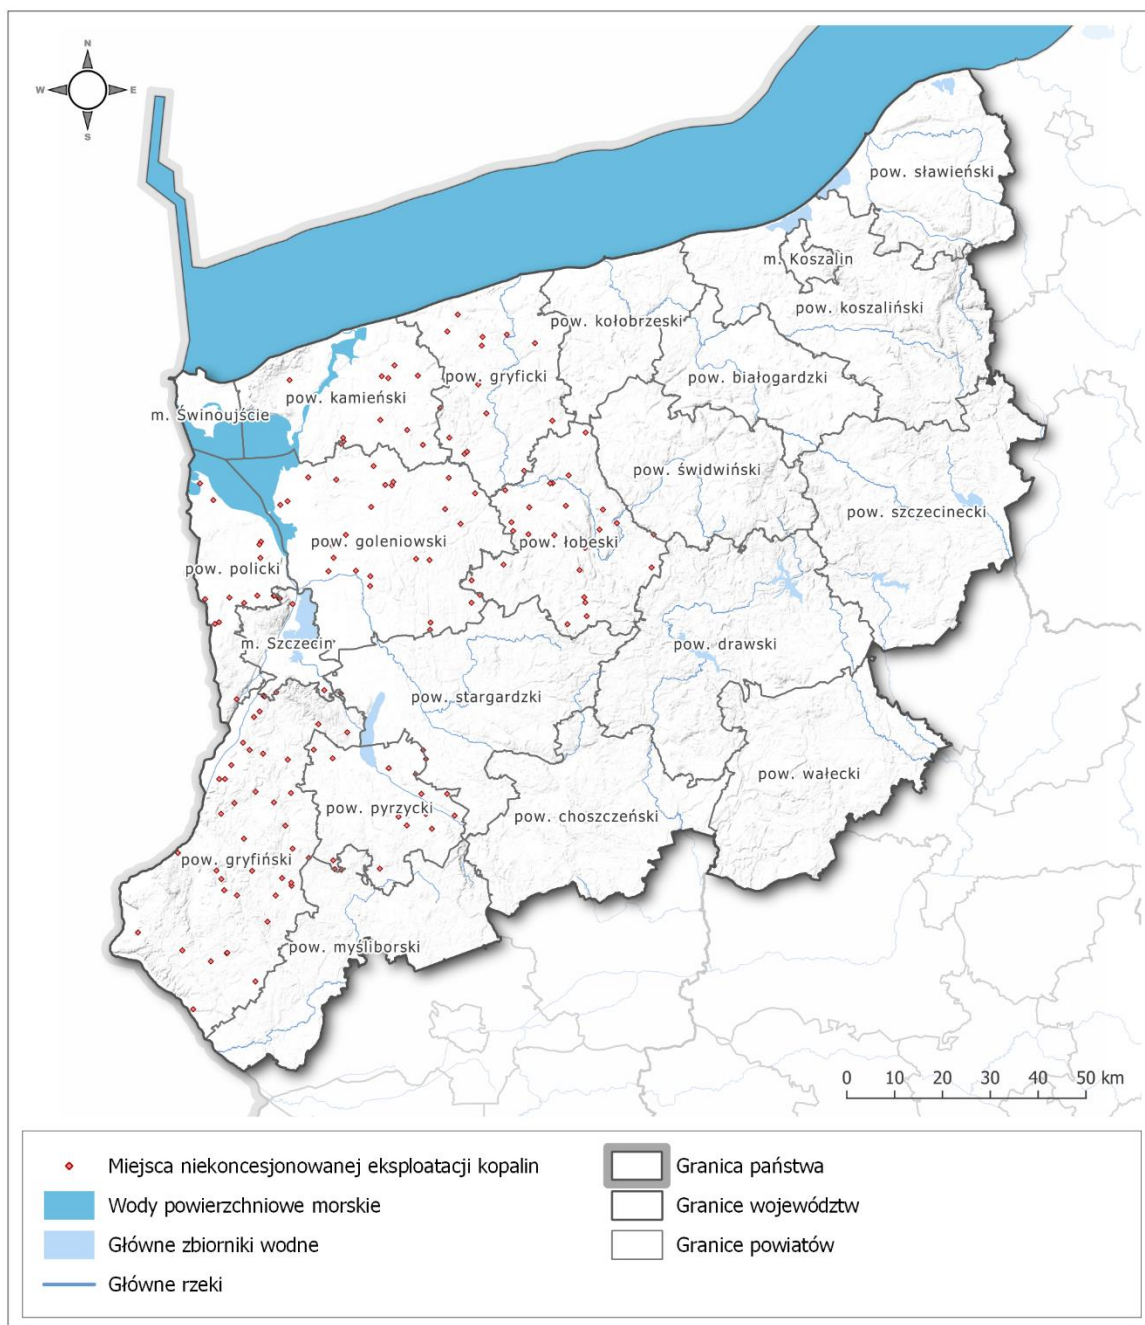 N
W E
S
pow. sławieński
m. Koszalin
pow. koszaliński
pow. kołobrzeski
pow. gryficki
pow. białogardzki
pow. kamieński
m. Świnoujście
pow. świdwiński
pow. szczecinecki
pow. goleniowski
pow. łobeski
pow. policki
m. Szczecin
pow. drawski
pow. stargardzki
pow. wałecki
pow. pyrzycki
pow. choszczeński
pow. gryfiński
pow. myśliborski
0 10 20 30 40 50 km
Miejsca niekoncesjonowanej eksploatacji kopalin
Wody powierzchniowe morskie
Główne zbiorniki wodne
Główne rzeki
Granica państwa
Granice województw
Granice powiatów